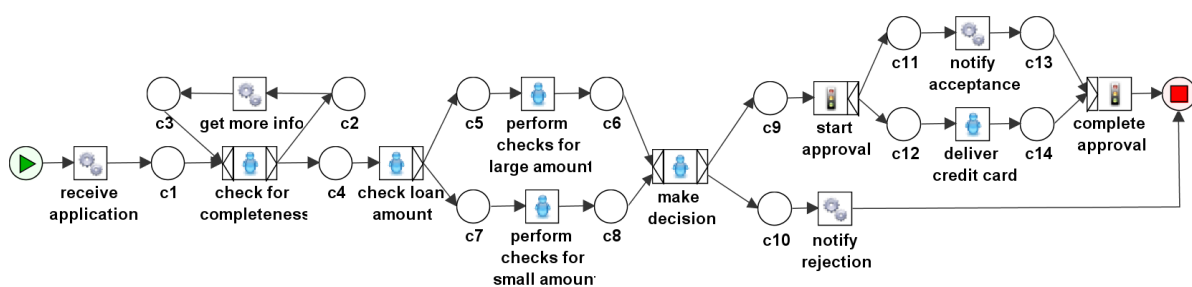 c11
notify
acceptance
c13
c3
get more info
c2
c5
perform
checks for
large amount
c6
c9
start
approval
c12
deliver
credit card
c14
complete
approval
receive
application
c1
check for
completeness
c4
check loan
amount
c7
perform
checks for
small amount
c8
make
decision
c10
notify
rejection